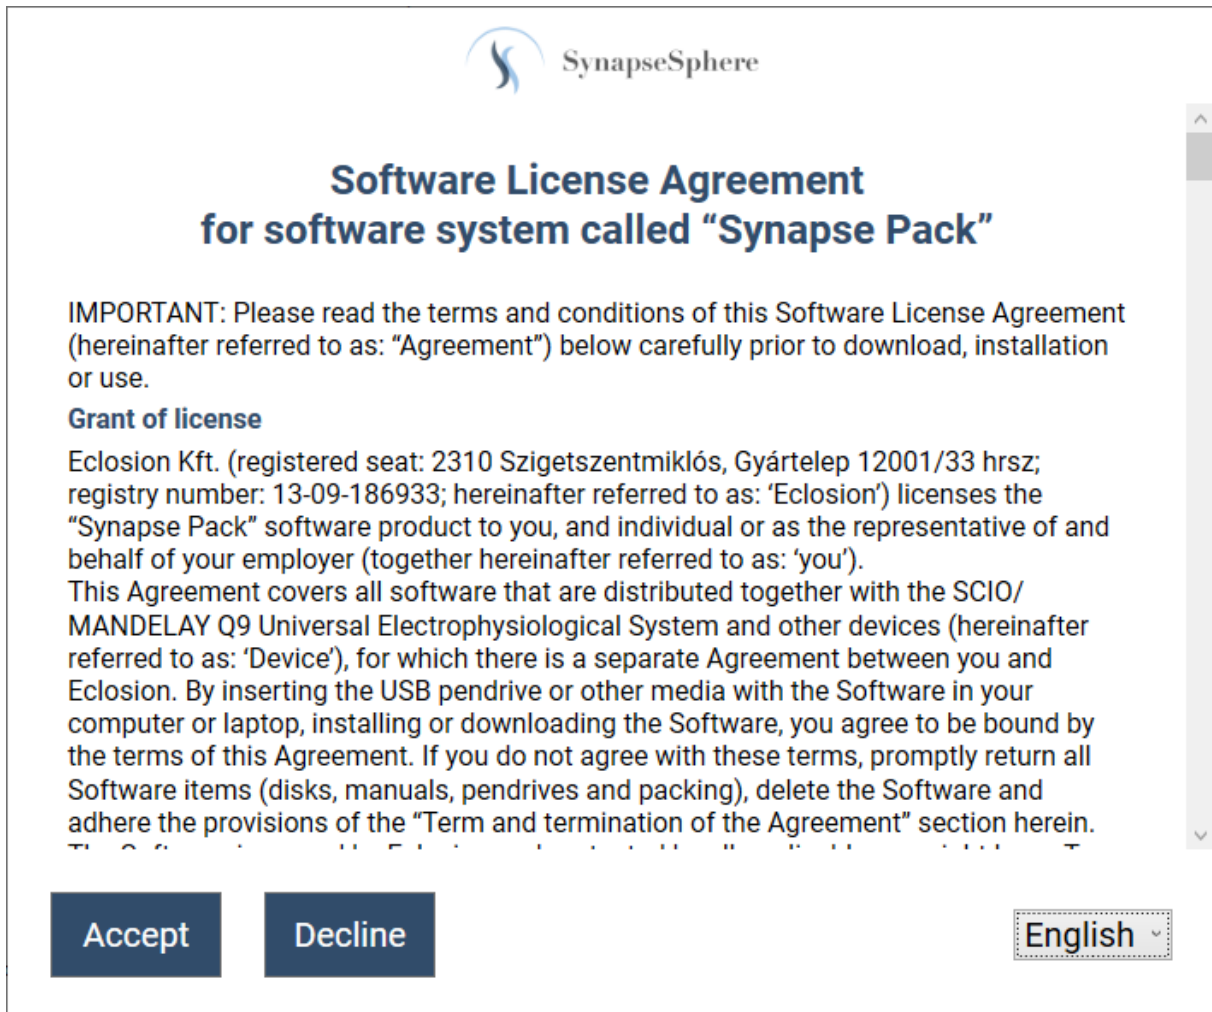 SynapseSphere
Software License Agreement
for software system called “Synapse Pack”
IMPORTANT: Please read the terms and conditions of this Software License Agreement
(hereinafter referred to as: “Agreement”) below carefully prior to download, installation
or use.
Grant of license
Eclosion Kft. (registered seat: 2310 Szigetszentmiklós, Gyártelep 12001/33 hrsz;
registry number: 13-09-186933; hereinafter referred to as: ‘Eclosion’) licenses the
“Synapse Pack” software product to you, and individual or as the representative of and
behalf of your employer (together hereinafter referred to as: ‘you’).
This Agreement covers all software that are distributed together with the SCIO/
MANDELAY Q9 Universal Electrophysiological System and other devices (hereinafter
referred to as: ‘Device’), for which there is a separate Agreement between you and
Eclosion. By inserting the USB pendrive or other media with the Software in your
computer or laptop, installing or downloading the Software, you agree to be bound by
the terms of this Agreement. If you do not agree with these terms, promptly return all
Software items (disks, manuals, pendrives and packing), delete the Software and
adhere the provisions of the “Term and termination of the Agreement” section herein.
Accept
Decline
English